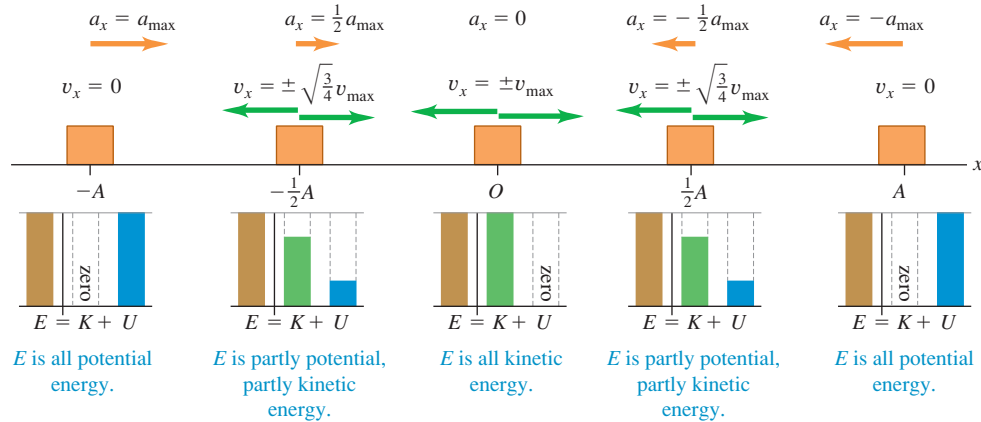 a_x = a_max
a_x = ½ a_max
a_x = 0
a_x = − ½ a_max
a_x = −a_max
v_x = 0
v_x = ± √¾ v_max
v_x = ±v_max
v_x = ± √¾ v_max
v_x = 0
x
−A
−½A
O
½A
A
zero
zero
zero
E = K + U
E = K + U
E = K + U
E = K + U
E = K + U
E is all potential
energy.
E is partly potential,
partly kinetic
energy.
E is all kinetic
energy.
E is partly potential,
partly kinetic
energy.
E is all potential
energy.